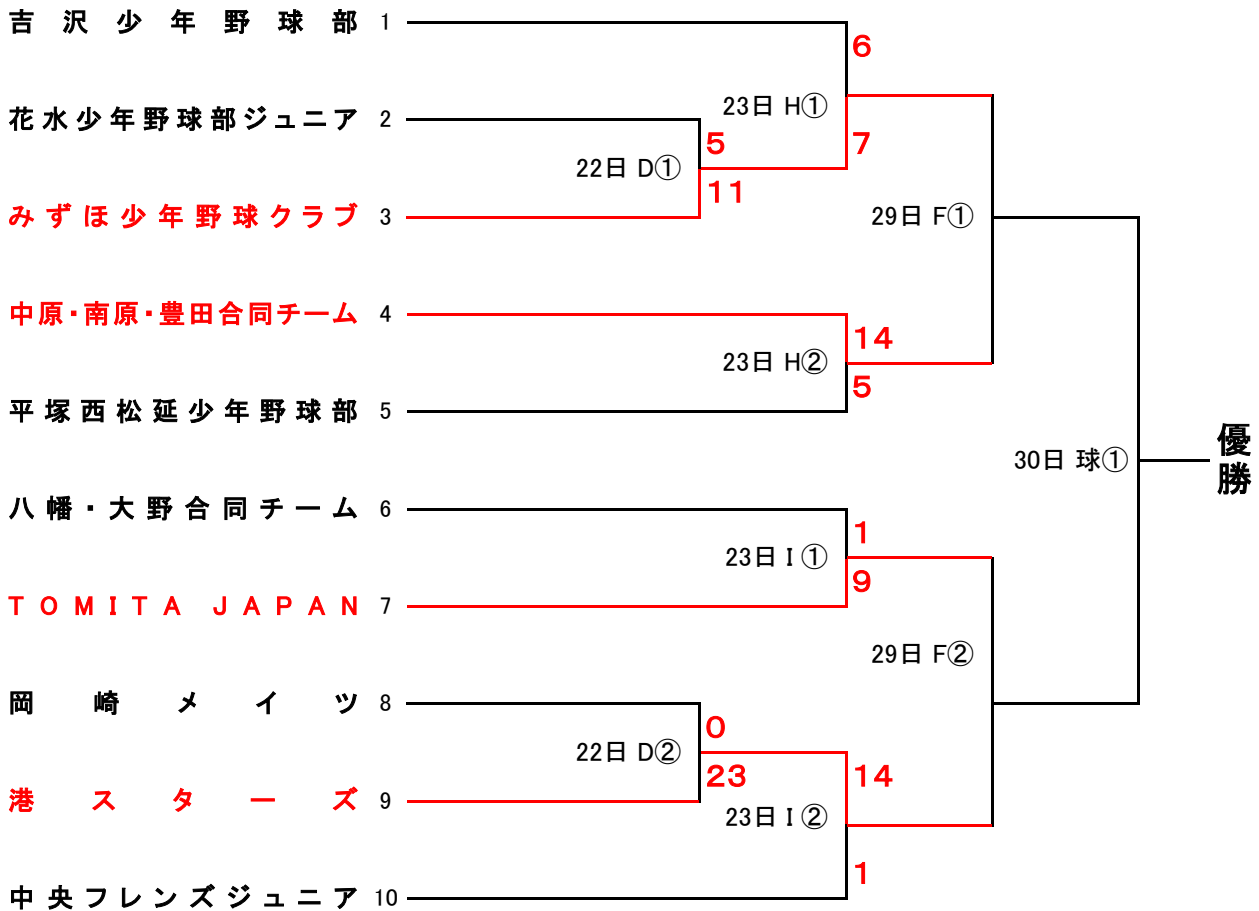 吉沢少年野球部 1
6
23日 H①
花水少年野球部ジュニア 2
5
7
22日 D①
11
みずほ少年野球クラブ 3
29日 F①
中原・南原・豊田合同チーム 4
14
23日 H②
5
平塚西松延少年野球部 5
優勝
30日 球①
八幡・大野合同チーム 6
1
23日 I①
9
TOMITA JAPAN 7
29日 F②
岡崎メイツ 8
0
22日 D②
23
14
港スターズ 9
23日 I②
1
中央フレンズジュニア 10